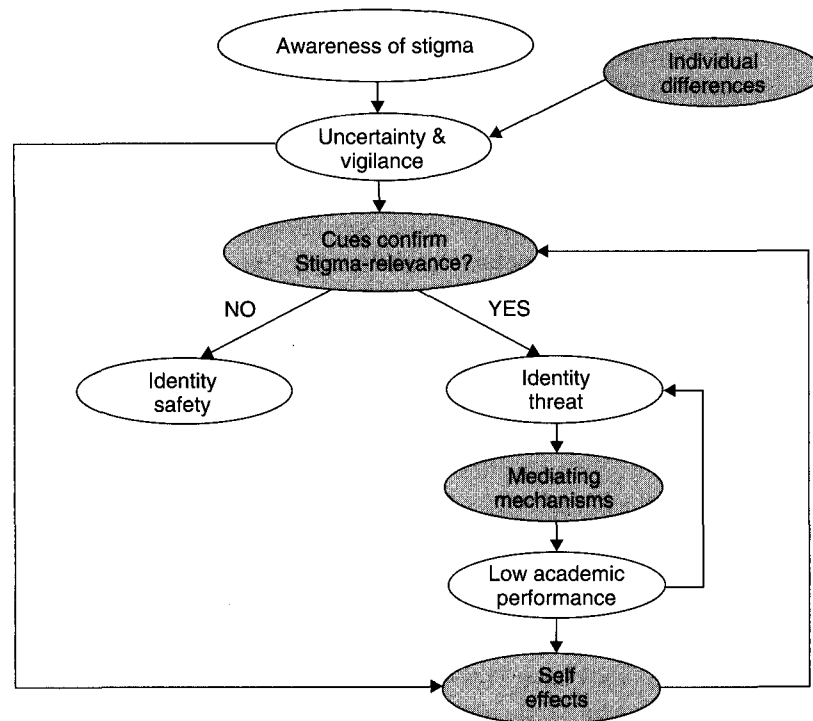 Awareness of stigma
Individual
differences
Uncertainty &
vigilance
Cues confirm
Stigma-relevance?
NO
YES
Identity
safety
Identity
threat
Mediating
mechanisms
Low academic
performance
Self
effects